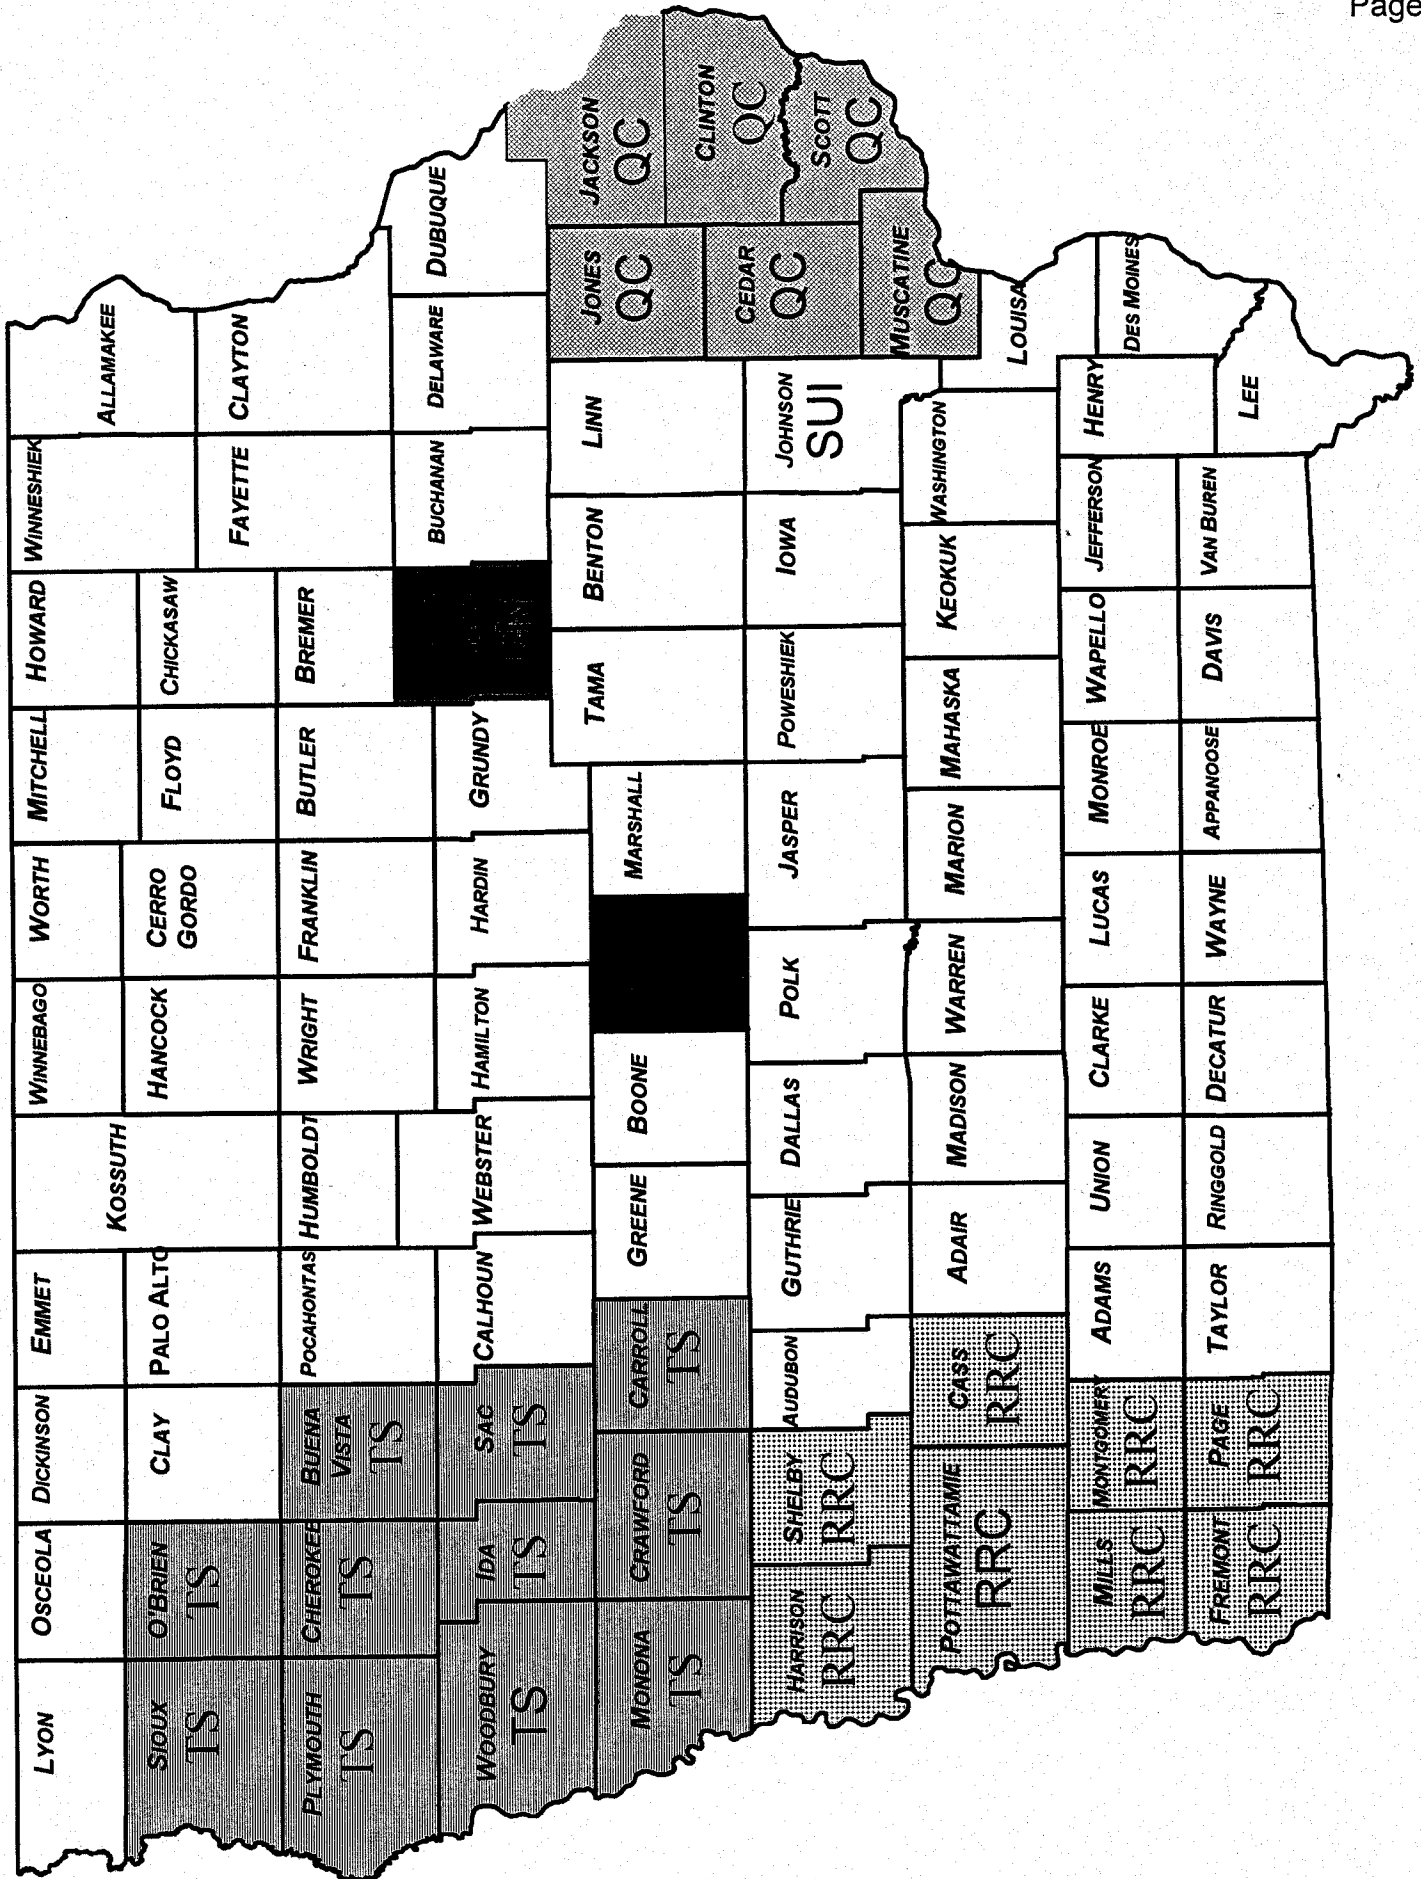 Page
LYON
OSCEOLA
DICKINSON
EMMET
KOSSUTH
WINNEBAGO
WORTH
MITCHELL
HOWARD
WINNESHIEK
ALLAMAKEE
SIOUX
TS
O'BRIEN
TS
CLAY
PALO ALTO
HANCOCK
CERRO
GORDO
FLOYD
CHICKASAW
PLYMOUTH
TS
CHEROKEE
TS
BUENA
VISTA
TS
POCAHONTAS
HUMBOLDT
WRIGHT
FRANKLIN
BUTLER
BREMER
FAYETTE
CLAYTON
WOODBURY
TS
IDA
TS
SAC
TS
CALHOUN
WEBSTER
HAMILTON
HARDIN
GRUNDY
BUCHANAN
DELAWARE
DUBUQUE
MONONA
TS
CRAWFORD
TS
CARROLL
TS
GREENE
BOONE
MARSHALL
TAMA
BENTON
LINN
JONES
QC
JACKSON
QC
HARRISON
RRC
SHELBY
RRC
AUDUBON
GUTHRIE
DALLAS
POLK
JASPER
POWESHIEK
IOWA
JOHNSON
SUI
CEDAR
QC
CLINTON
QC
SCOTT
QC
POTTAWATTAMIE
RRC
CASS
RRC
ADAIR
MADISON
WARREN
MARION
MAHASKA
KEOKUK
WASHINGTON
MUSCATINE
QC
LOUISA
MILLS
RRC
MONTGOMERY
RRC
ADAMS
UNION
CLARKE
LUCAS
MONROE
WAPELLO
JEFFERSON
HENRY
DES MOINES
FREMONT
RRC
PAGE
RRC
TAYLOR
RINGGOLD
DECATUR
WAYNE
APPANOOSE
DAVIS
VAN BUREN
LEE